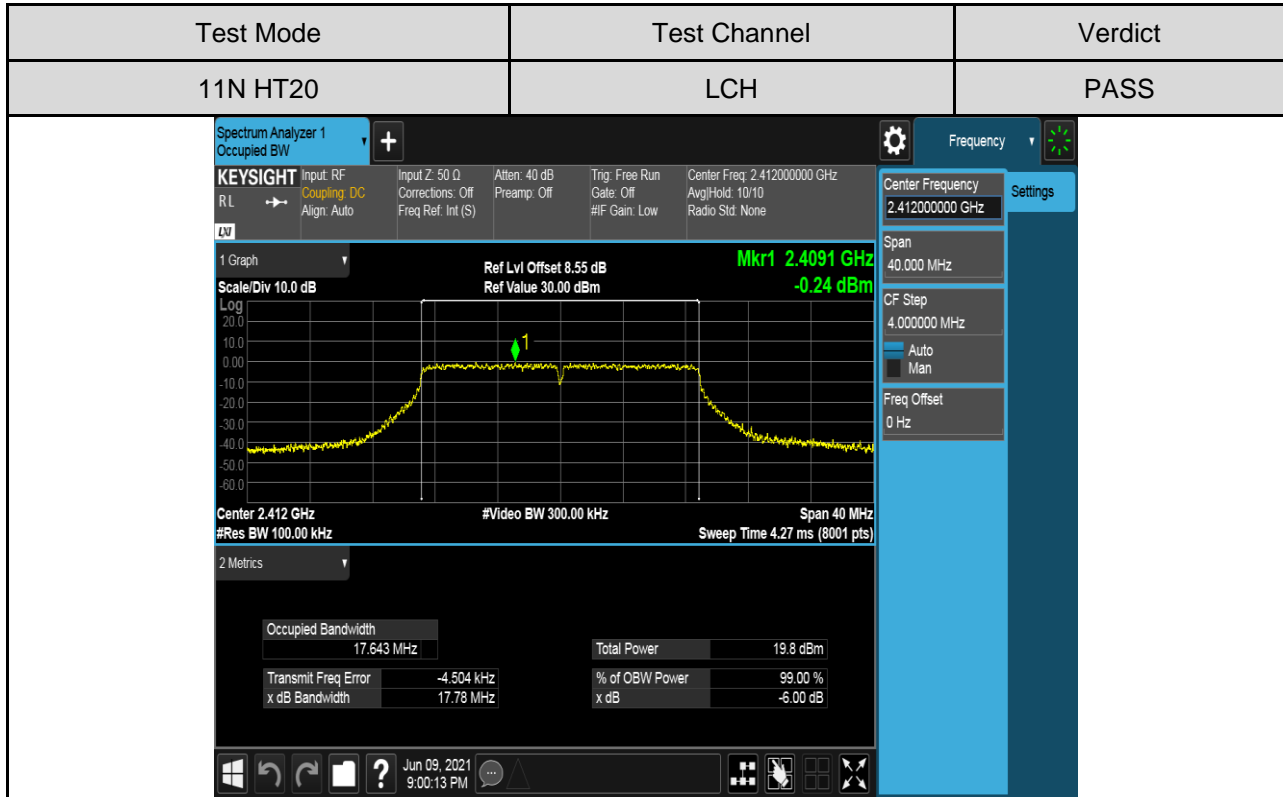 Test Mode Test Channel Verdict
11N HT20 LCH PASS
Spectrum Analyzer 1
Occupied BW
+
Frequency
KEYSIGHT Input: RF Input Z: 50 Ω Atten: 40 dB Trig: Free Run Center Freq: 2.412000000 GHz
RL Coupling: DC Corrections: Off Preamp: Off Gate: Off Avg|Hold: 10/10
Align: Auto Freq Ref: Int (S) #IF Gain: Low Radio Std: None
LXI
Center Frequency
2.412000000 GHz
Settings
Span
40.000 MHz
CF Step
4.000000 MHz
Auto
Man
Freq Offset
0 Hz
1 Graph Ref Lvl Offset 8.55 dB Mkr1 2.4091 GHz
Scale/Div 10.0 dB Ref Value 30.00 dBm -0.24 dBm
Log
20.0
10.0
1
0.00
-10.0
-20.0
-30.0
-40.0
-50.0
-60.0
Center 2.412 GHz #Video BW 300.00 kHz Span 40 MHz
#Res BW 100.00 kHz Sweep Time 4.27 ms (8001 pts)
2 Metrics
Occupied Bandwidth
17.643 MHz Total Power 19.8 dBm
Transmit Freq Error -4.504 kHz % of OBW Power 99.00 %
x dB Bandwidth 17.78 MHz x dB -6.00 dB
? Jun 09, 2021
9:00:13 PM